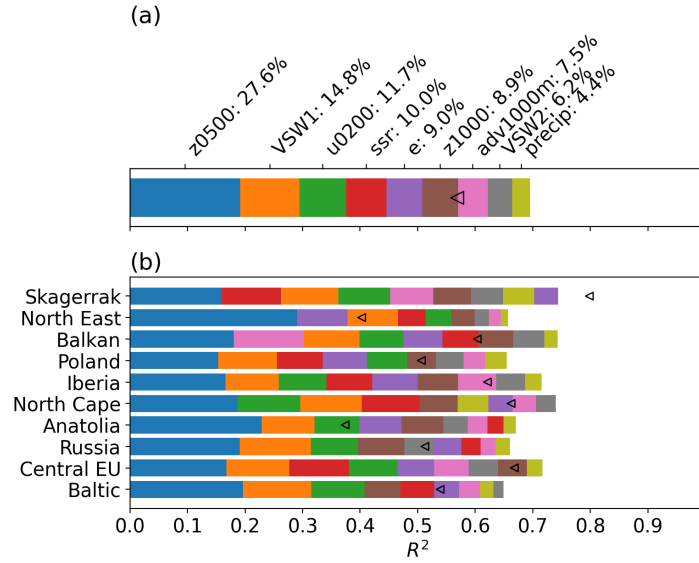 (a)
z0500: 27.6%
VSW1: 14.8%
u0200: 11.7%
ssr: 10.0%
e: 9.0%
z1000: 8.9%
adv1000m: 7.5%
VSW2: 6.2%
precip: 4.4%
(b)
Skagerrak
North East
Balkan
Poland
Iberia
North Cape
Anatolia
Russia
Central EU
Baltic
0.0 0.1 0.2 0.3 0.4 0.5 0.6 0.7 0.8 0.9
R²